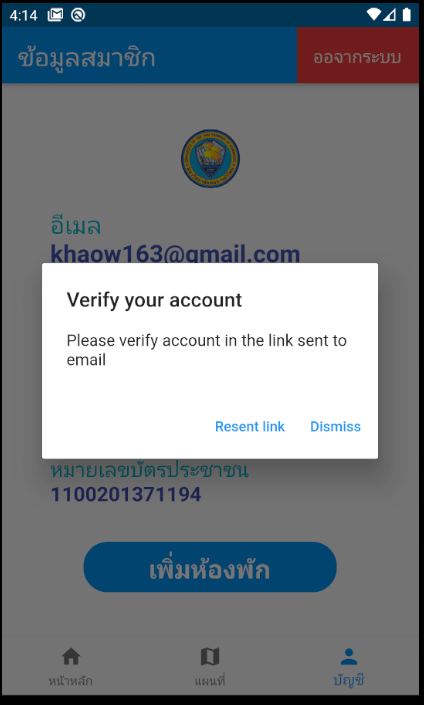 4:14
ข้อมูลสมาชิก
ออจากระบบ
อีเมล
khaow163@gmail.com
Verify your account
Please verify account in the link sent to
email
Resent link
Dismiss
หมายเลขบัตรประชาชน
1100201371194
เพิ่มห้องพัก
หน้าหลัก
แผนที่
บัญชี